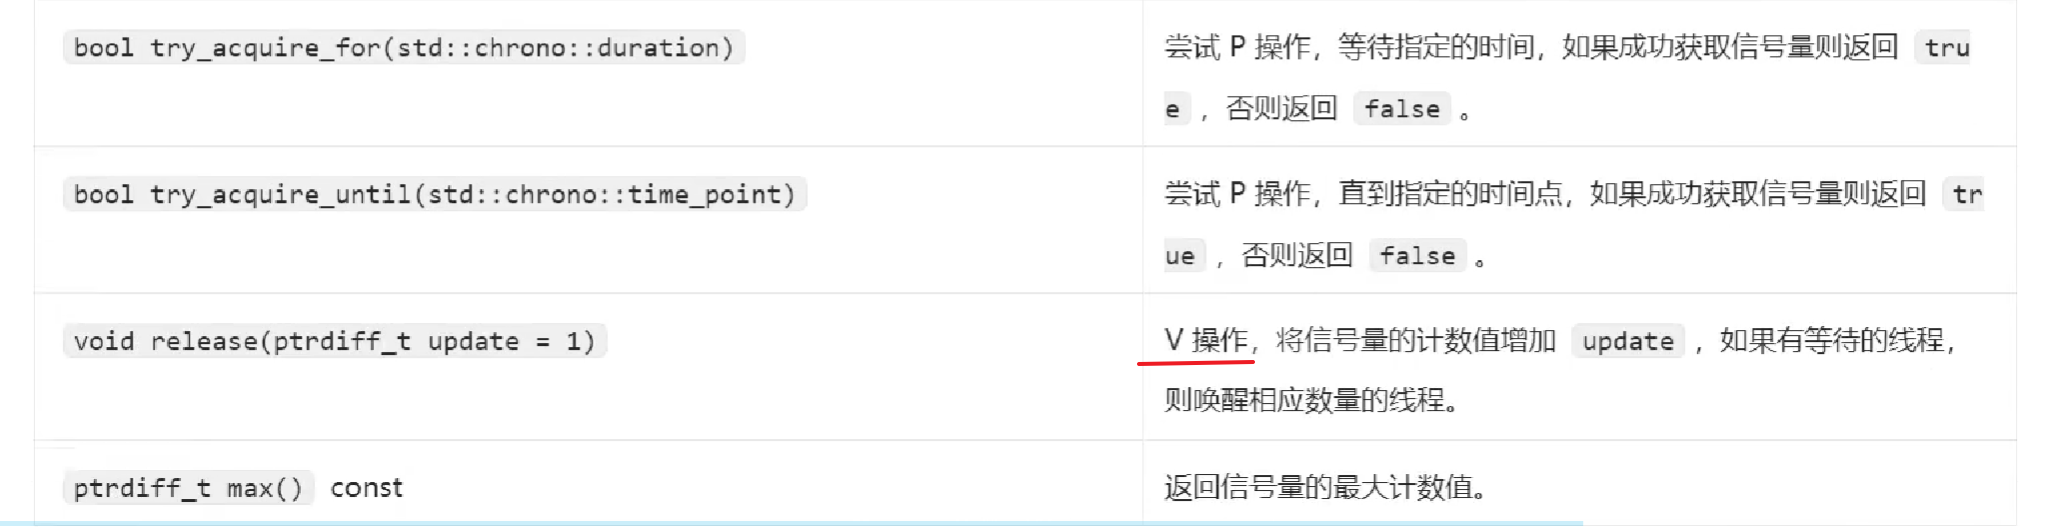 bool try_acquire_for(std::chrono::duration)
尝试 P 操作，等待指定的时间，如果成功获取信号量则返回 tru
e ，否则返回 false 。
bool try_acquire_until(std::chrono::time_point)
尝试 P 操作，直到指定的时间点，如果成功获取信号量则返回 tr
ue ，否则返回 false 。
void release(ptrdiff_t update = 1)
V 操作，将信号量的计数值增加 update ，如果有等待的线程，
则唤醒相应数量的线程。
ptrdiff_t max() const
返回信号量的最大计数值。